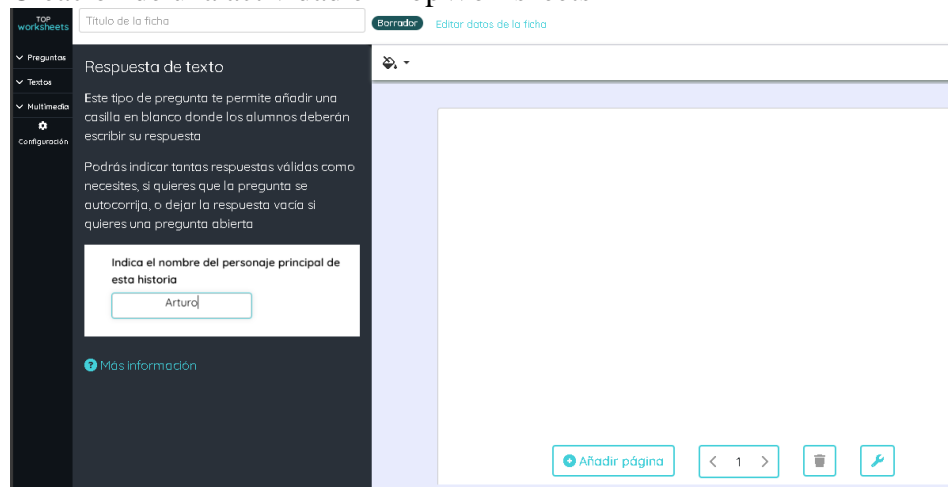 TOP
worksheets
Título de la ficha
Borrador
Editar datos de la ficha
Preguntas
Textos
Multimedia
Configuración
Respuesta de texto
Este tipo de pregunta te permite añadir una
casilla en blanco donde los alumnos deberán
escribir su respuesta
Podrás indicar tantas respuestas válidas como
necesites, si quieres que la pregunta se
autocorrija, o dejar la respuesta vacía si
quieres una pregunta abierta
Indica el nombre del personaje principal de
esta historia
Arturo
Más información
Añadir página
1